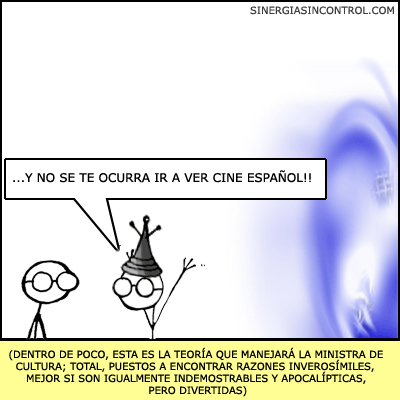 SINERGIASINCONTROL.COM
...Y NO SE TE OCURRA IR A VER CINE ESPAÑOL!!
(DENTRO DE POCO, ESTA ES LA TEORÍA QUE MANEJARÁ LA MINISTRA DE
CULTURA; TOTAL, PUESTOS A ENCONTRAR RAZONES INVEROSÍMILES,
MEJOR SI SON IGUALMENTE INDEMOSTRABLES Y APOCALÍPTICAS,
PERO DIVERTIDAS)